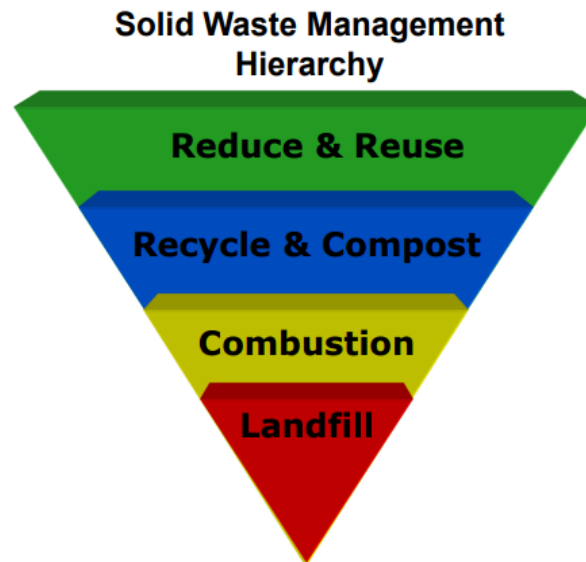 Solid Waste Management
Hierarchy
Reduce & Reuse
Recycle & Compost
Combustion
Landfill